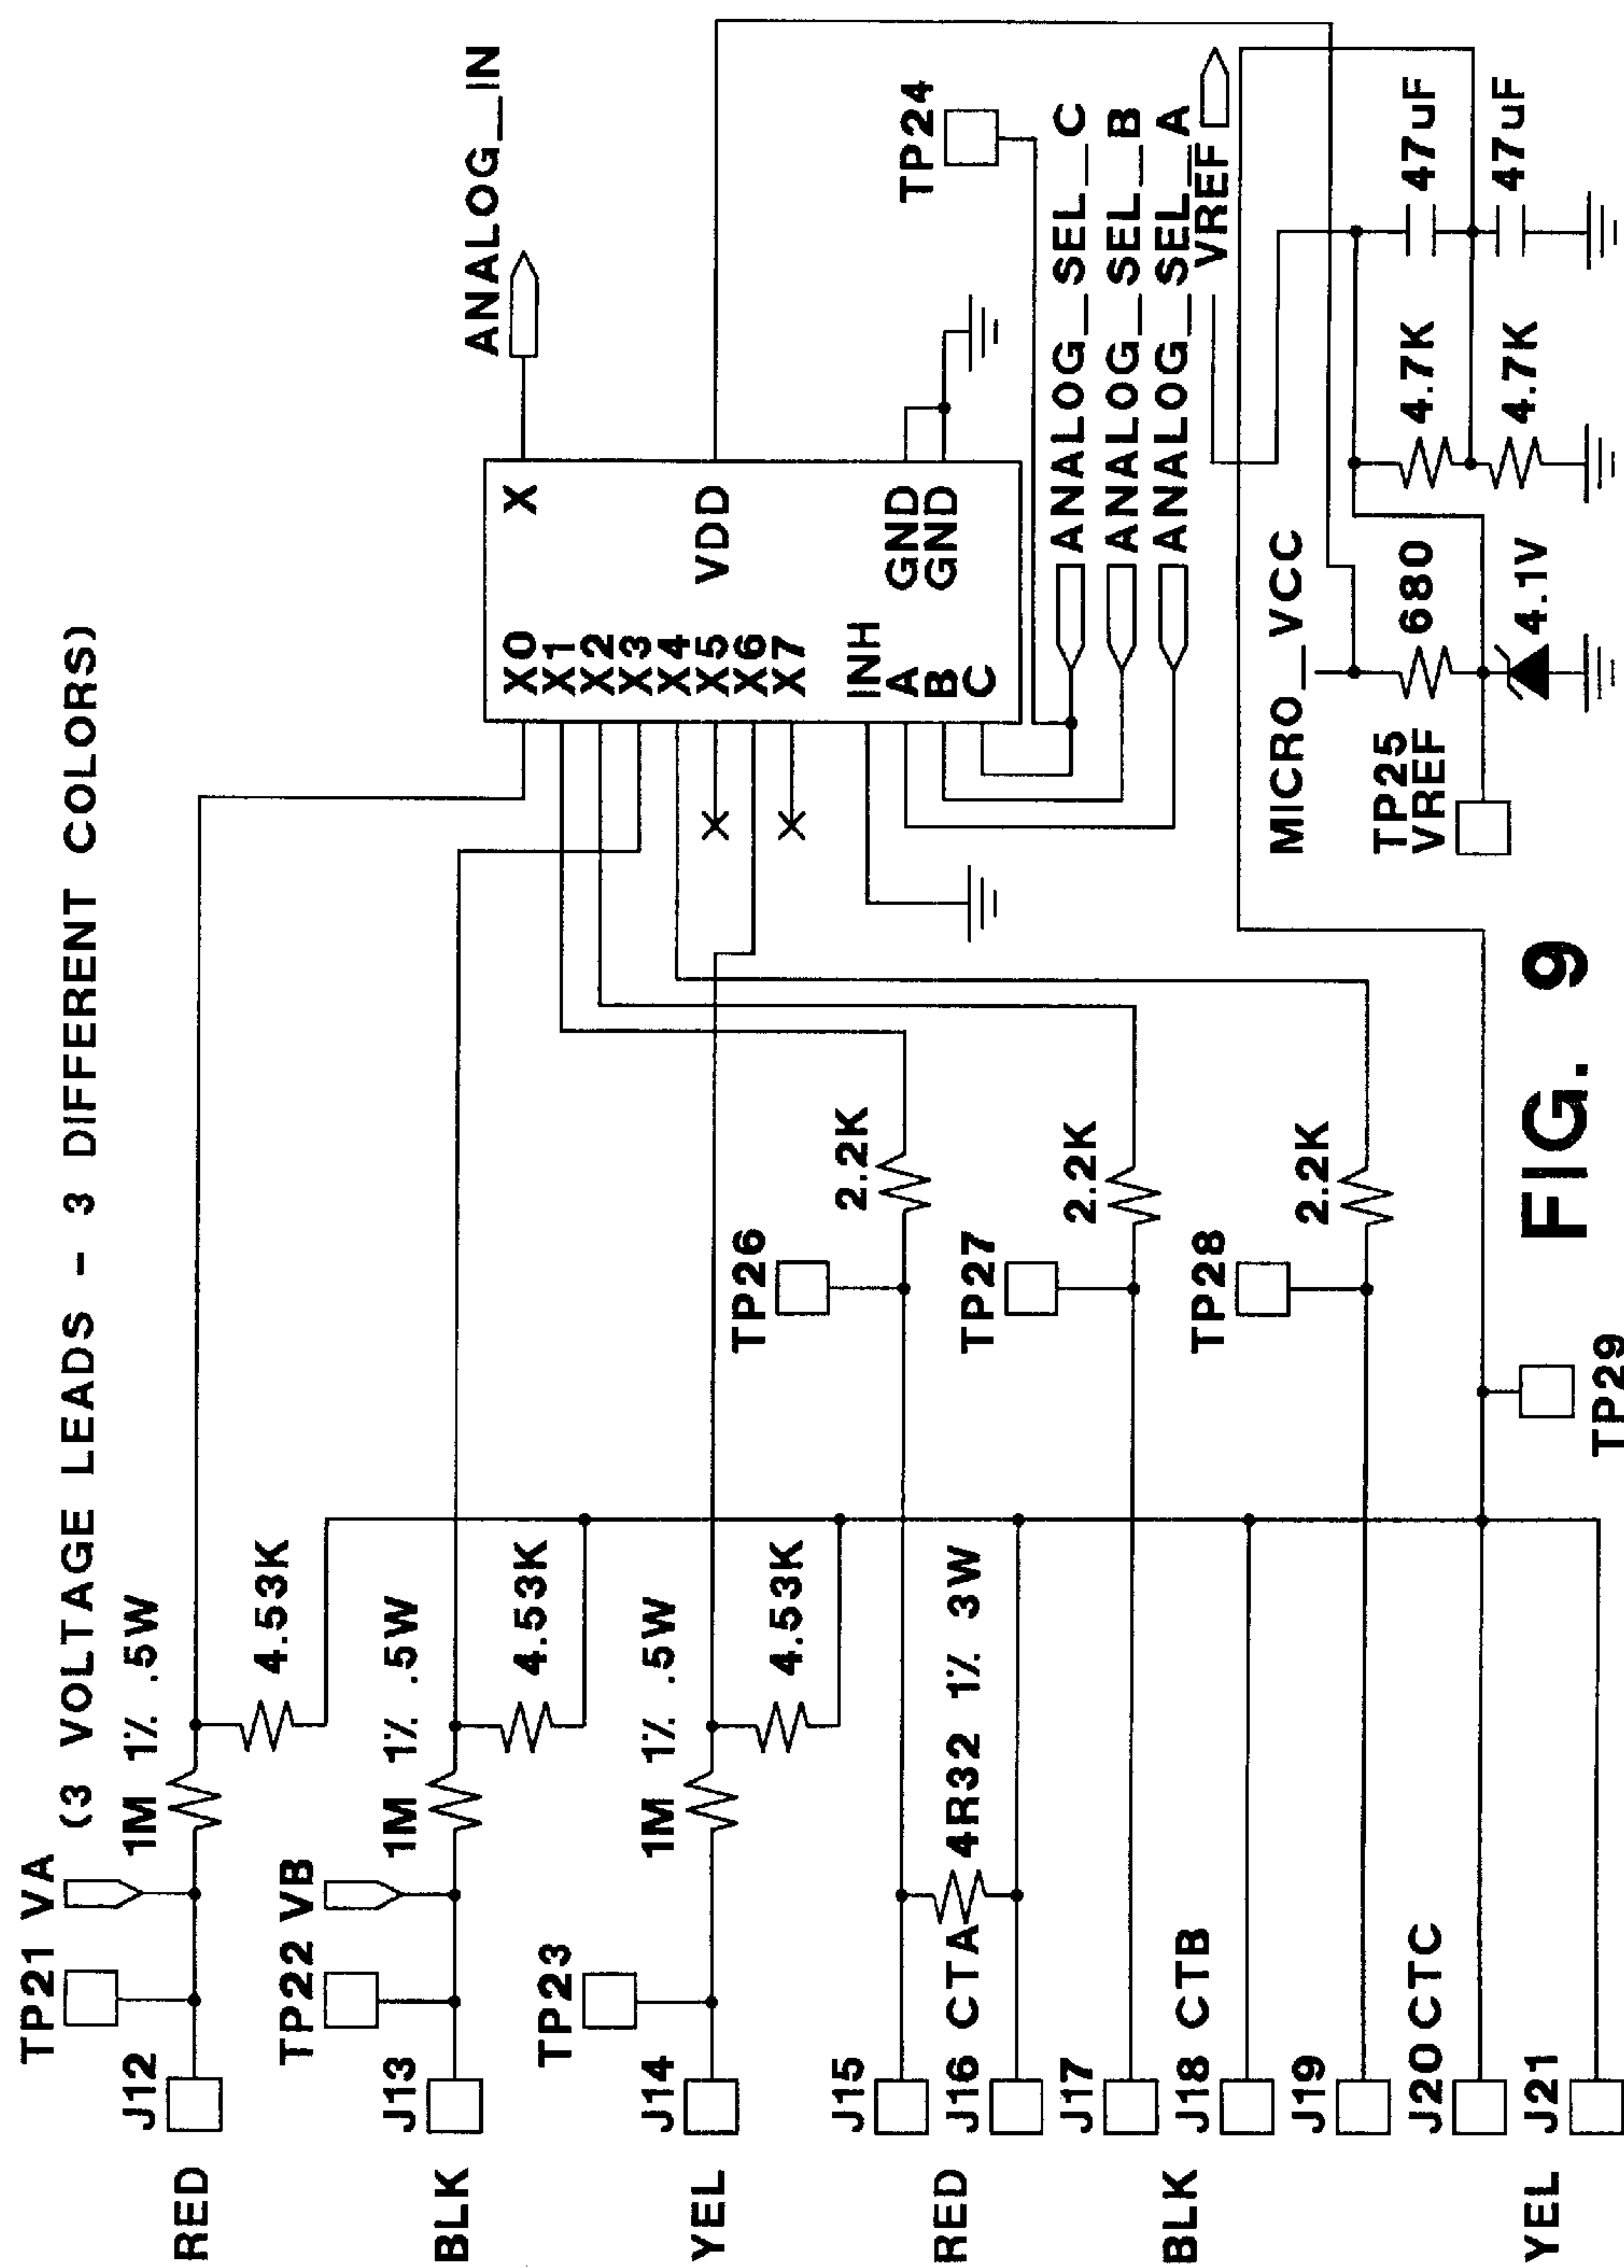 (3 VOLTAGE LEADS - 3 DIFFERENT COLORS)
TP21 VA
J12
RED
1M 1% .5W
4.53K
TP22 VB
J13
BLK
1M 1% .5W
4.53K
TP23
J14
YEL
1M 1% .5W
4.53K
J15
RED
J16 CTA
4R32 1% 3W
J17
BLK
J18 CTB
J19
J20 CTC
YEL
J21
TP26
2.2K
TP27
2.2K
TP28
2.2K
TP29
X0
X1
X2
X3
X4
X5
X6
X7
INH
A
B
C
X
VDD
GND
GND
ANALOG_IN
TP24
ANALOG_SEL_C
ANALOG_SEL_B
ANALOG_SEL_A
VREF
MICRO_VCC
TP25
VREF
680
4.1V
4.7K
4.7K
47uF
47uF
FIG. 9